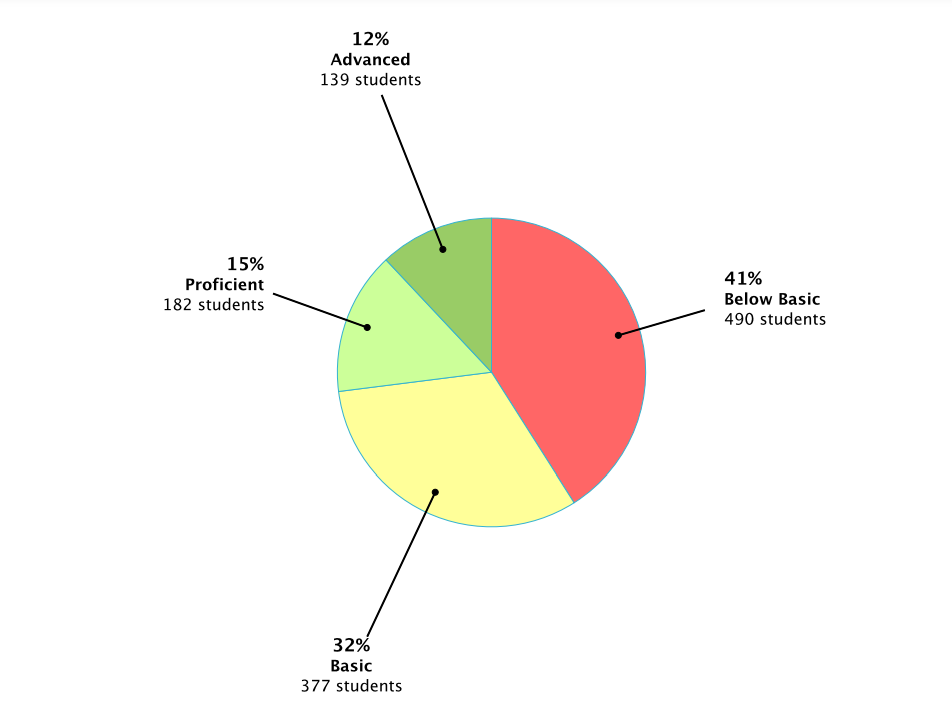 12%
Advanced
139 students
15%
Proficient
182 students
41%
Below Basic
490 students
32%
Basic
377 students